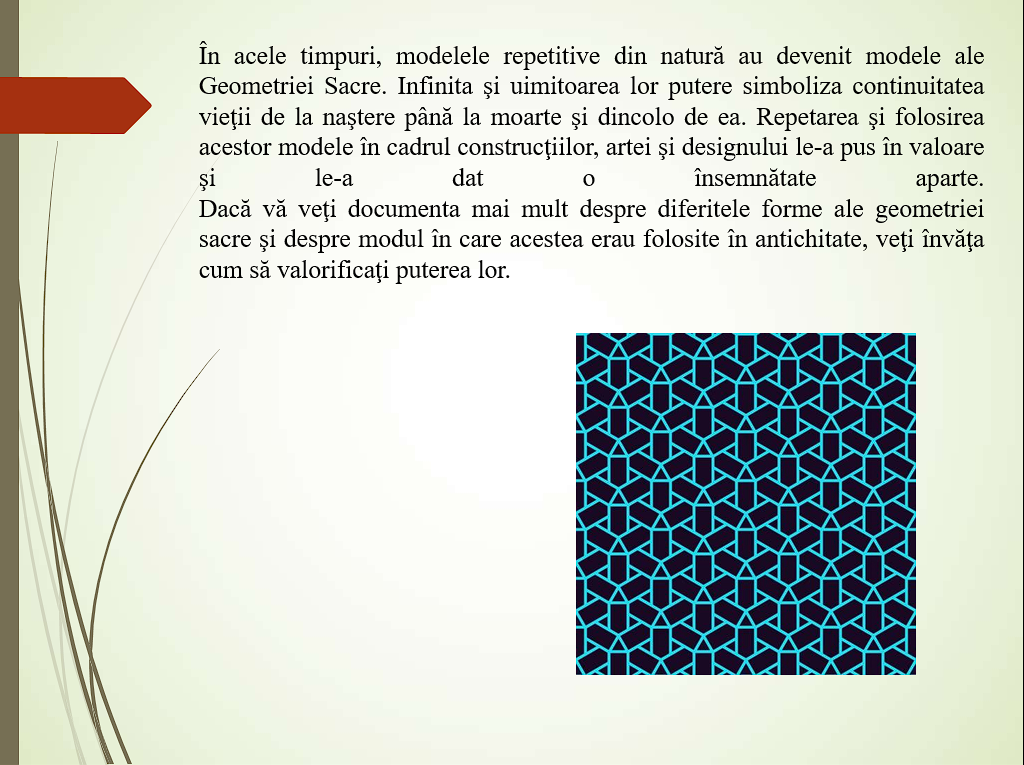 În acele timpuri, modelele repetitive din natură au devenit modele ale
Geometriei Sacre. Infinita şi uimitoarea lor putere simboliza continuitatea
vieţii de la naştere până la moarte şi dincolo de ea. Repetarea şi folosirea
acestor modele în cadrul construcţiilor, artei şi designului le-a pus în valoare
şi le-a dat o însemnătate aparte.
Dacă vă veţi documenta mai mult despre diferitele forme ale geometriei
sacre şi despre modul în care acestea erau folosite în antichitate, veţi învăţa
cum să valorificaţi puterea lor.